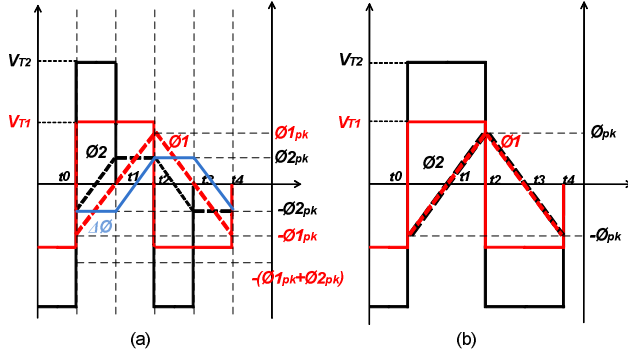 VT2
VT1
Ø2
Ø1
t0
t1
t2
t3
t4
ΔØ
Ø1pk
Ø2pk
-Ø2pk
-Ø1pk
-(Ø1pk+Ø2pk)
(a)
VT2
VT1
Ø2
Ø1
t0
t1
t2
t3
t4
Øpk
-Øpk
(b)